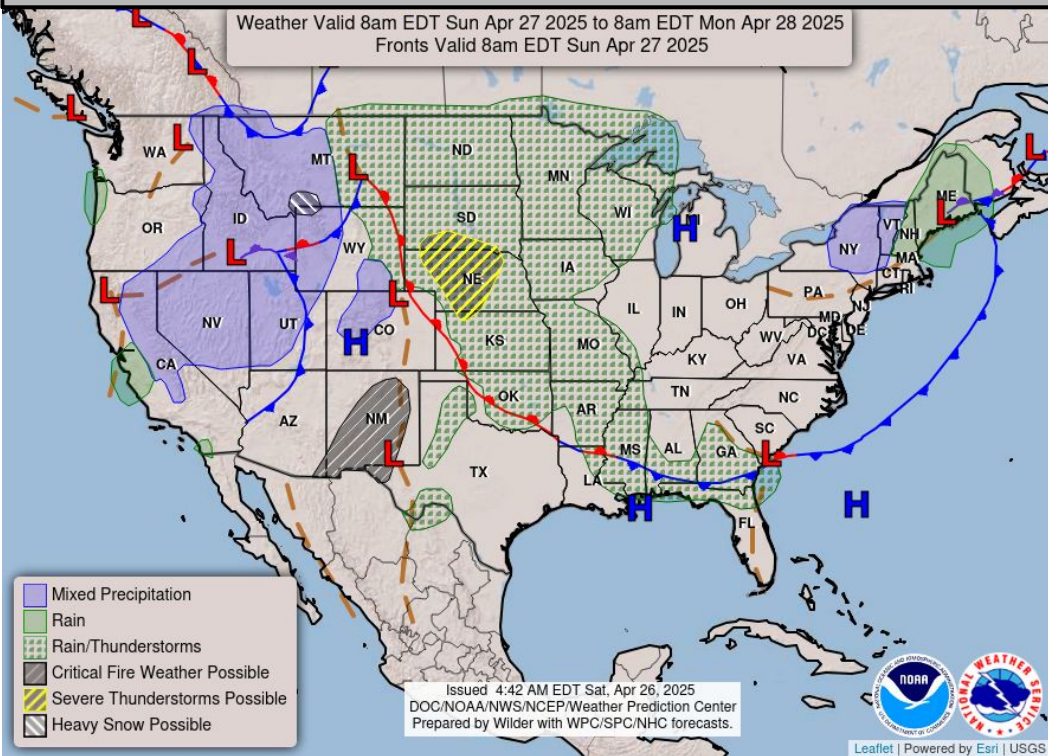 Weather Valid 8am EDT Sun Apr 27 2025 to 8am EDT Mon Apr 28 2025
Fronts Valid 8am EDT Sun Apr 27 2025
L
L
L
L
L
WA
MT
L
ND
MN
ME
L
OR
ID
WY
SD
WI
MI
H
NY
VT
NH
MA
CT
RI
L
L
L
NE
IA
PA
NJ
NV
UT
CO
H
IL
IN
OH
MD
DC
DE
WV
VA
CA
KS
MO
KY
AZ
NM
L
OK
AR
TN
NC
SC
TX
LA
MS
AL
GA
L
H
FL
H
Mixed Precipitation
Rain
Rain/Thunderstorms
Critical Fire Weather Possible
Severe Thunderstorms Possible
Heavy Snow Possible
Issued 4:42 AM EDT Sat, Apr 26, 2025
DOC/NOAA/NWS/NCEP/Weather Prediction Center
Prepared by Wilder with WPC/SPC/NHC forecasts.
NOAA
NATIONAL WEATHER SERVICE
Leaflet | Powered by Esri | USGS